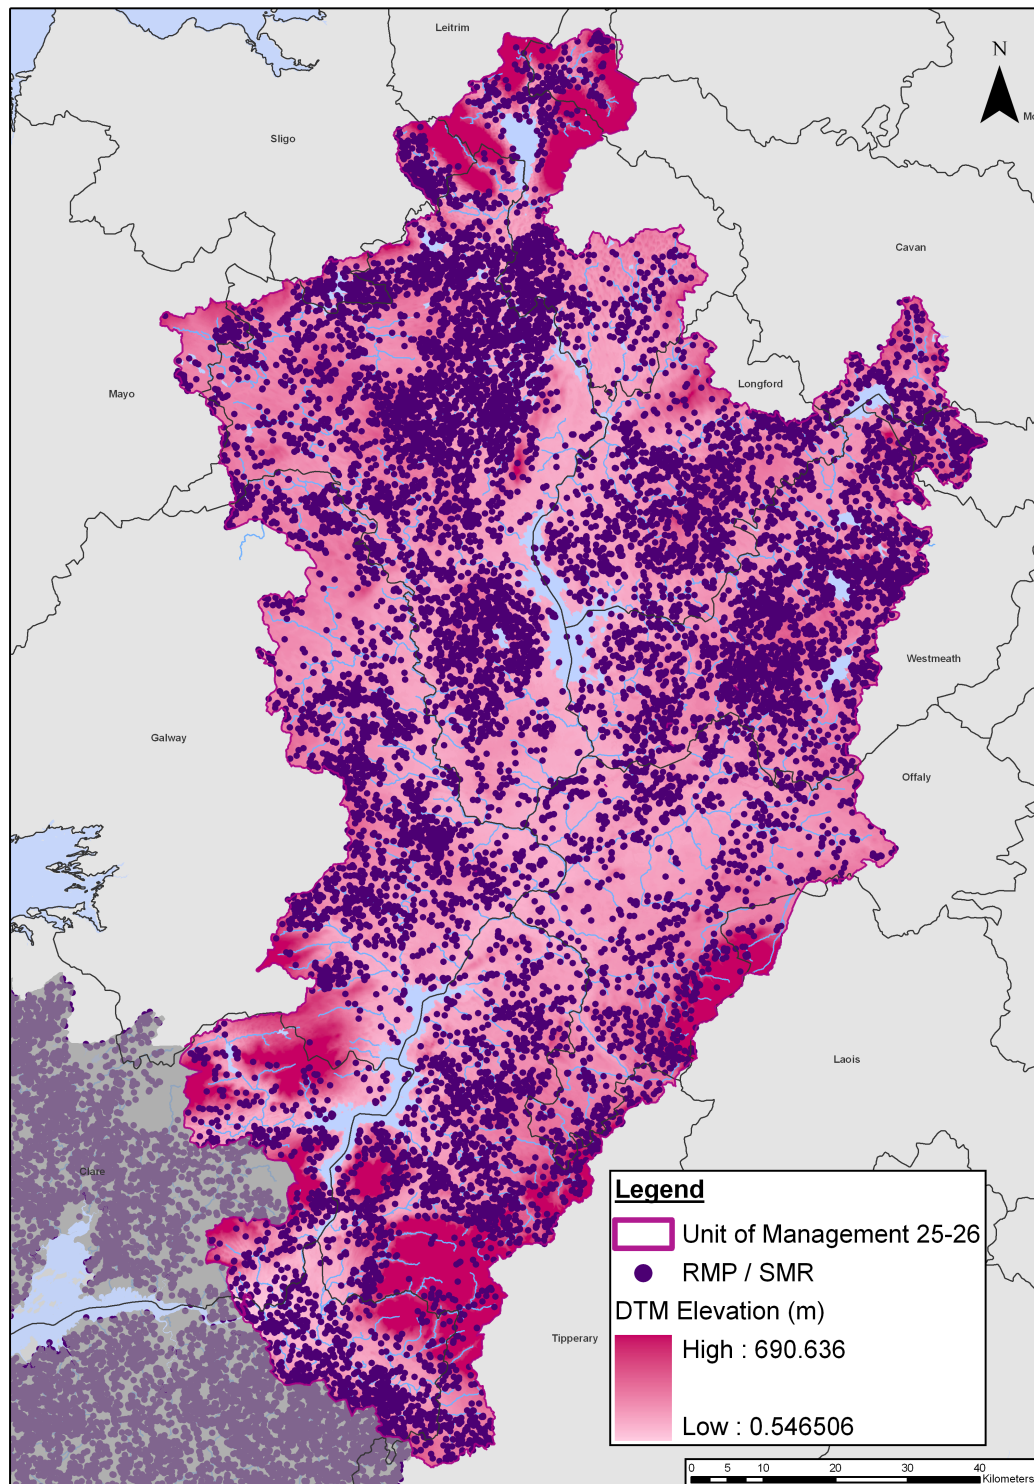 Leitrim
N
Mo
Sligo
Cavan
Mayo
Longford
Westmeath
Galway
Offaly
Laois
Clare
Tipperary
Legend
Unit of Management 25-26
RMP / SMR
DTM Elevation (m)
High : 690.636
Low : 0.546506
0 5 10 20 30 40
Kilometers